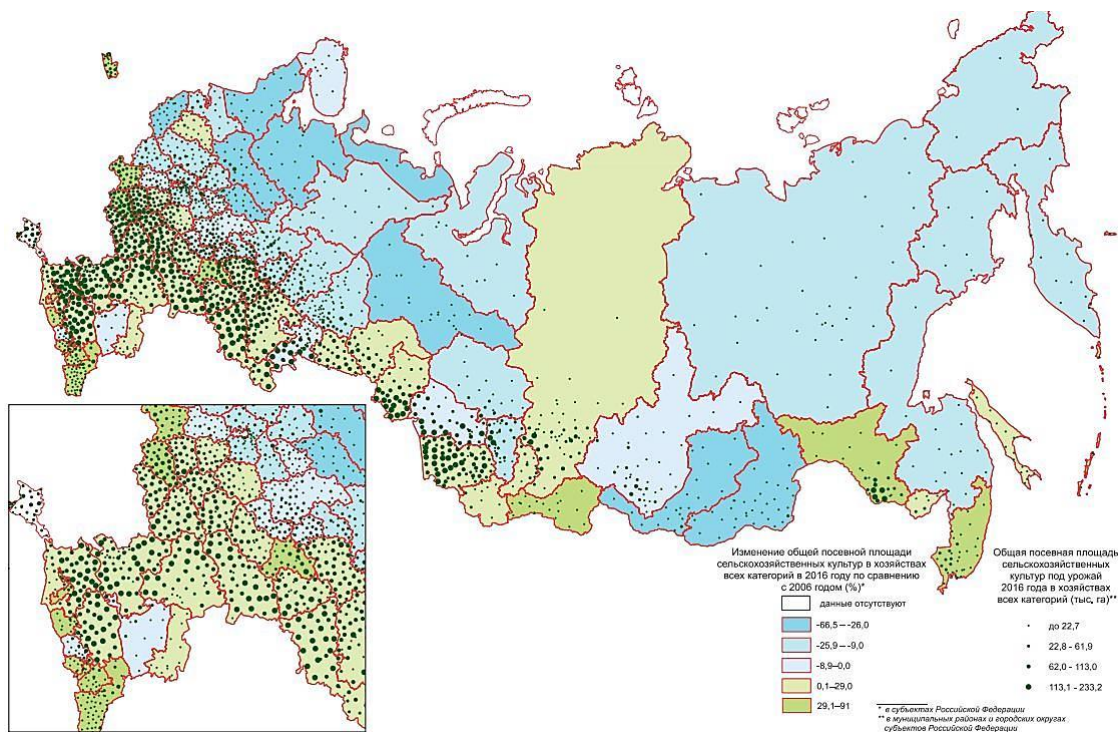 Изменение общей посевной площади
сельскохозяйственных культур в хозяйствах
всех категорий в 2016 году по сравнению
с 2006 годом (%)*
данные отсутствуют
-66,5 – -26,0
-25,9 – -9,0
-8,9–0,0
0,1–29,0
29,1–91
Общая посевная площадь
сельскохозяйственных
культур под урожай
2016 года в хозяйствах
всех категорий (тыс, га)**
до 22,7
22,8 - 61,9
62,0 - 113,0
113,1 - 233,2
* в субъектах Российской Федерации
** в муниципальных районах и городских округах
субъектов Российской Федерации